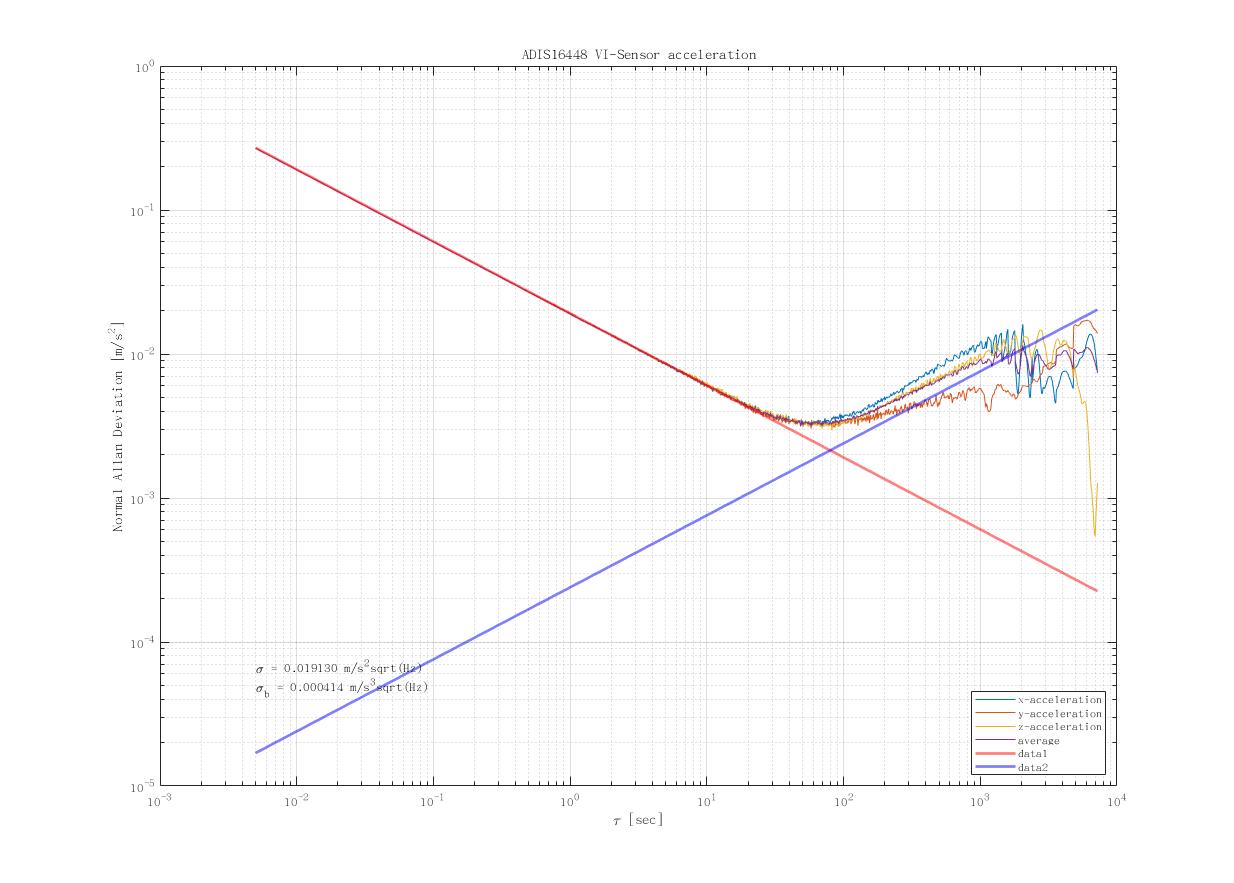 ADIS16448 VI-Sensor acceleration
10^0
10^-1
10^-2
10^-3
10^-4
10^-5
Normal Allan Deviation [m/s^2]
σ = 0.019130 m/s^2sqrt(Hz)
σ_b = 0.000414 m/s^3sqrt(Hz)
x-acceleration
y-acceleration
z-acceleration
average
data1
data2
10^-3 10^-2 10^-1 10^0 10^1 10^2 10^3 10^4
τ [sec]